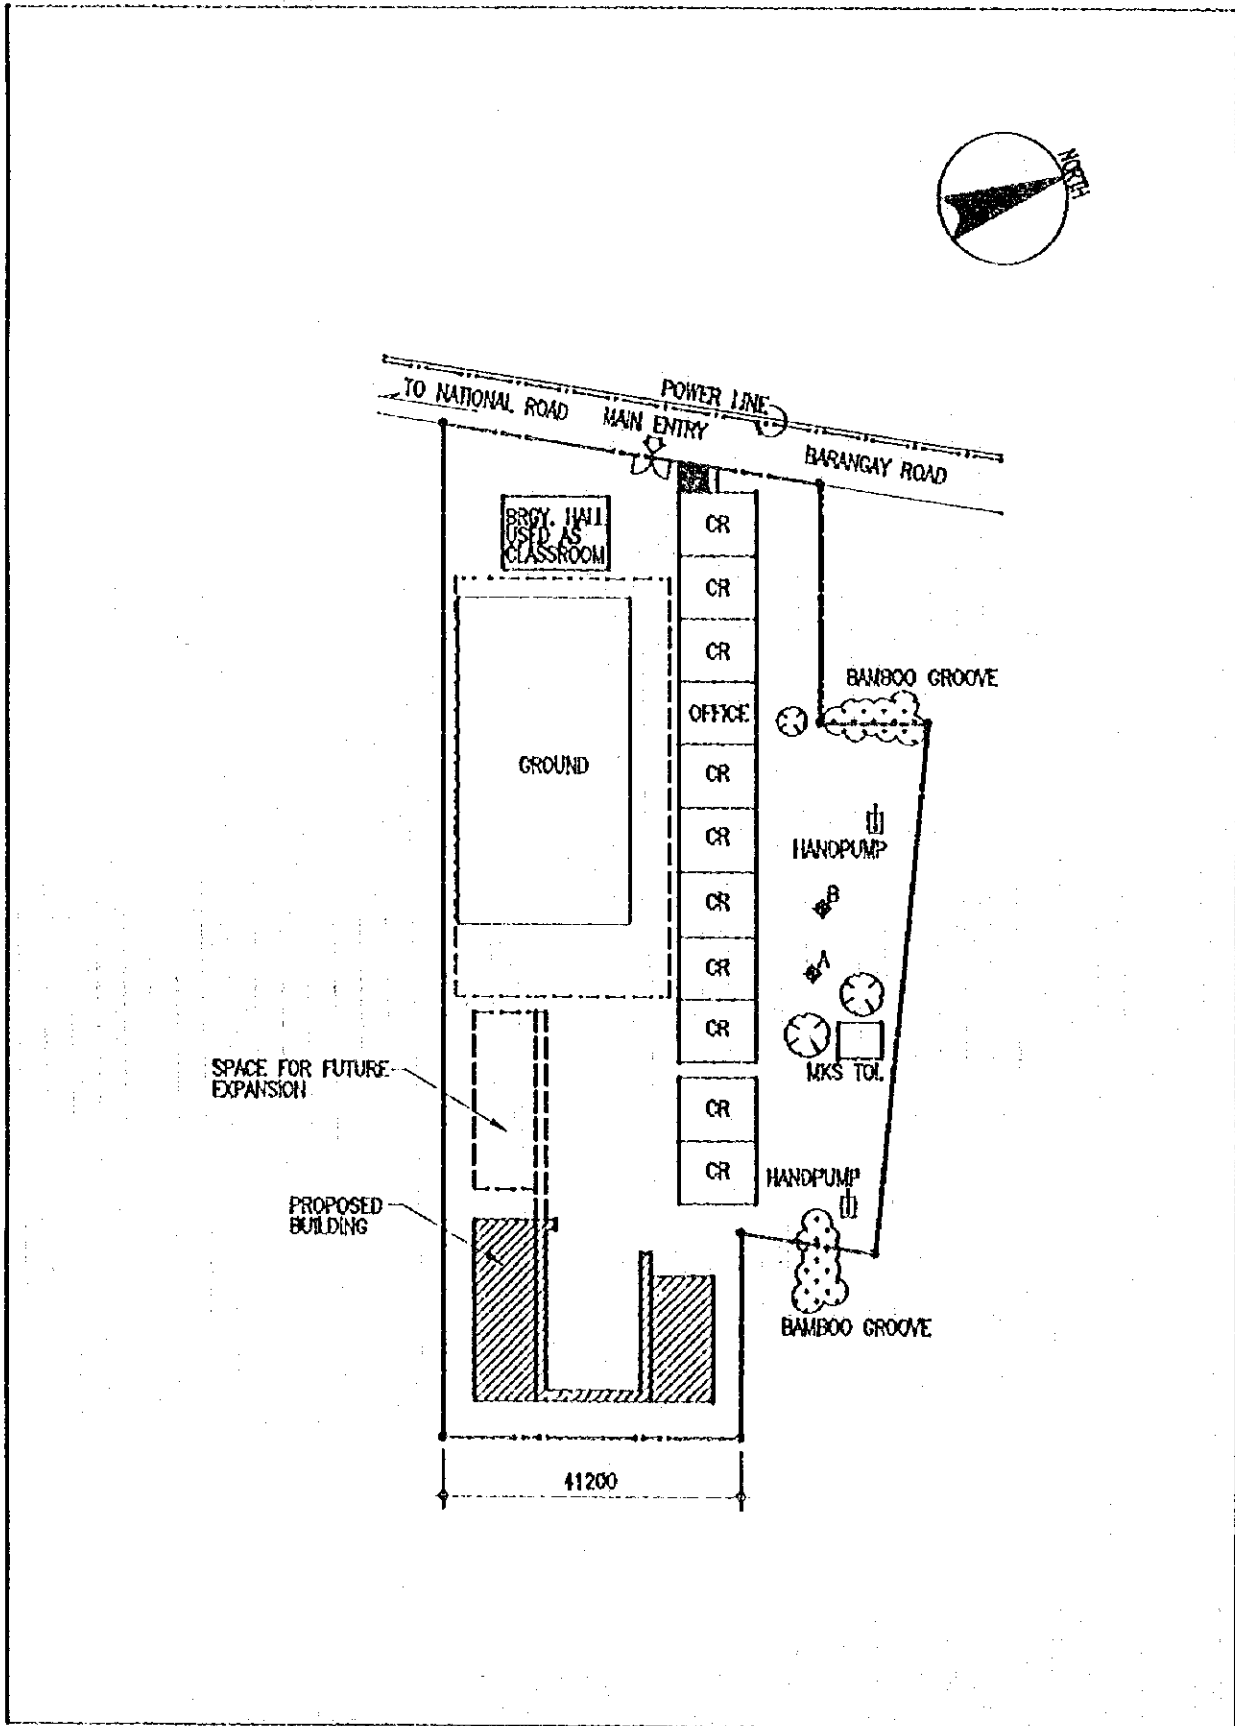 NORTH
POWER LINE
TO NATIONAL ROAD
MAIN ENTRY
BARANGAY ROAD
BRGY. HALL
USED AS
CLASSROOM
CR
CR
CR
BAMBOO GROOVE
OFFICE
GROUND
CR
HANDPUMP
CR
CR
B
CR
A
CR
SPACE FOR FUTURE
EXPANSION
MKS TOI.
CR
CR
HANDPUMP
PROPOSED
BUILDING
BAMBOO GROOVE
41200